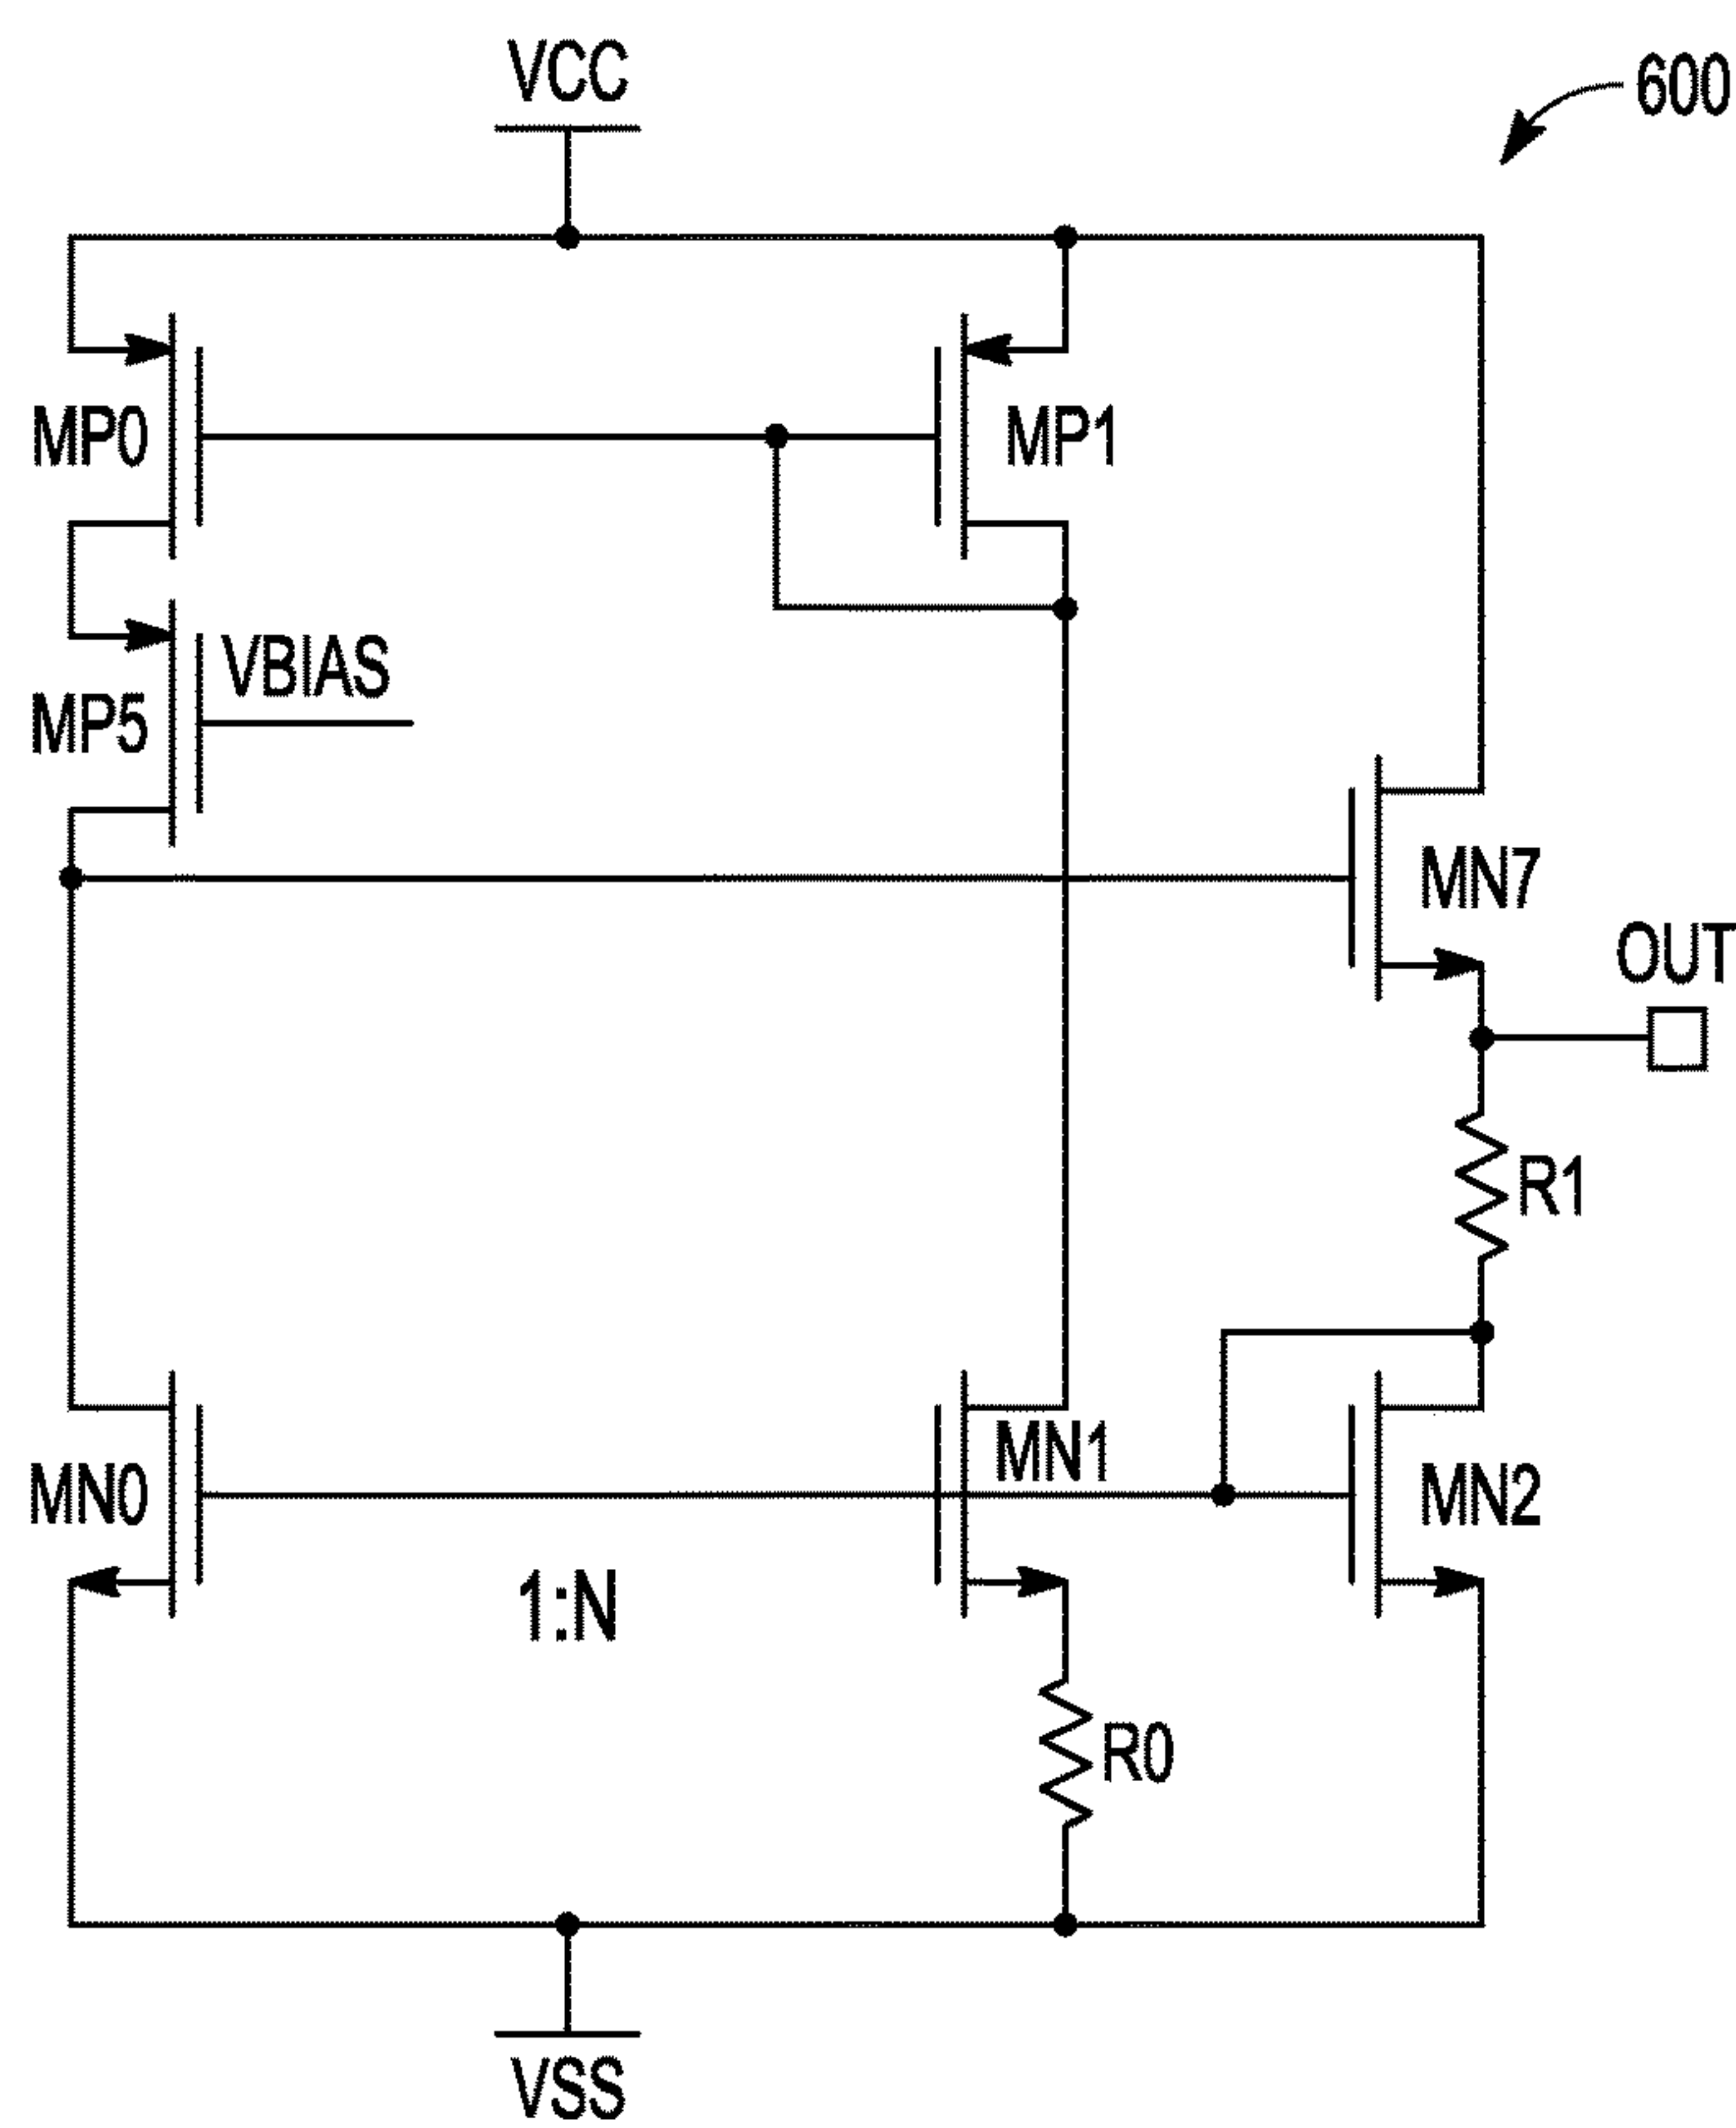 VCC
600
MP0
MP1
VBIAS
MP5
MN7
OUT
R1
MN1
MN0
MN2
1:N
R0
VSS